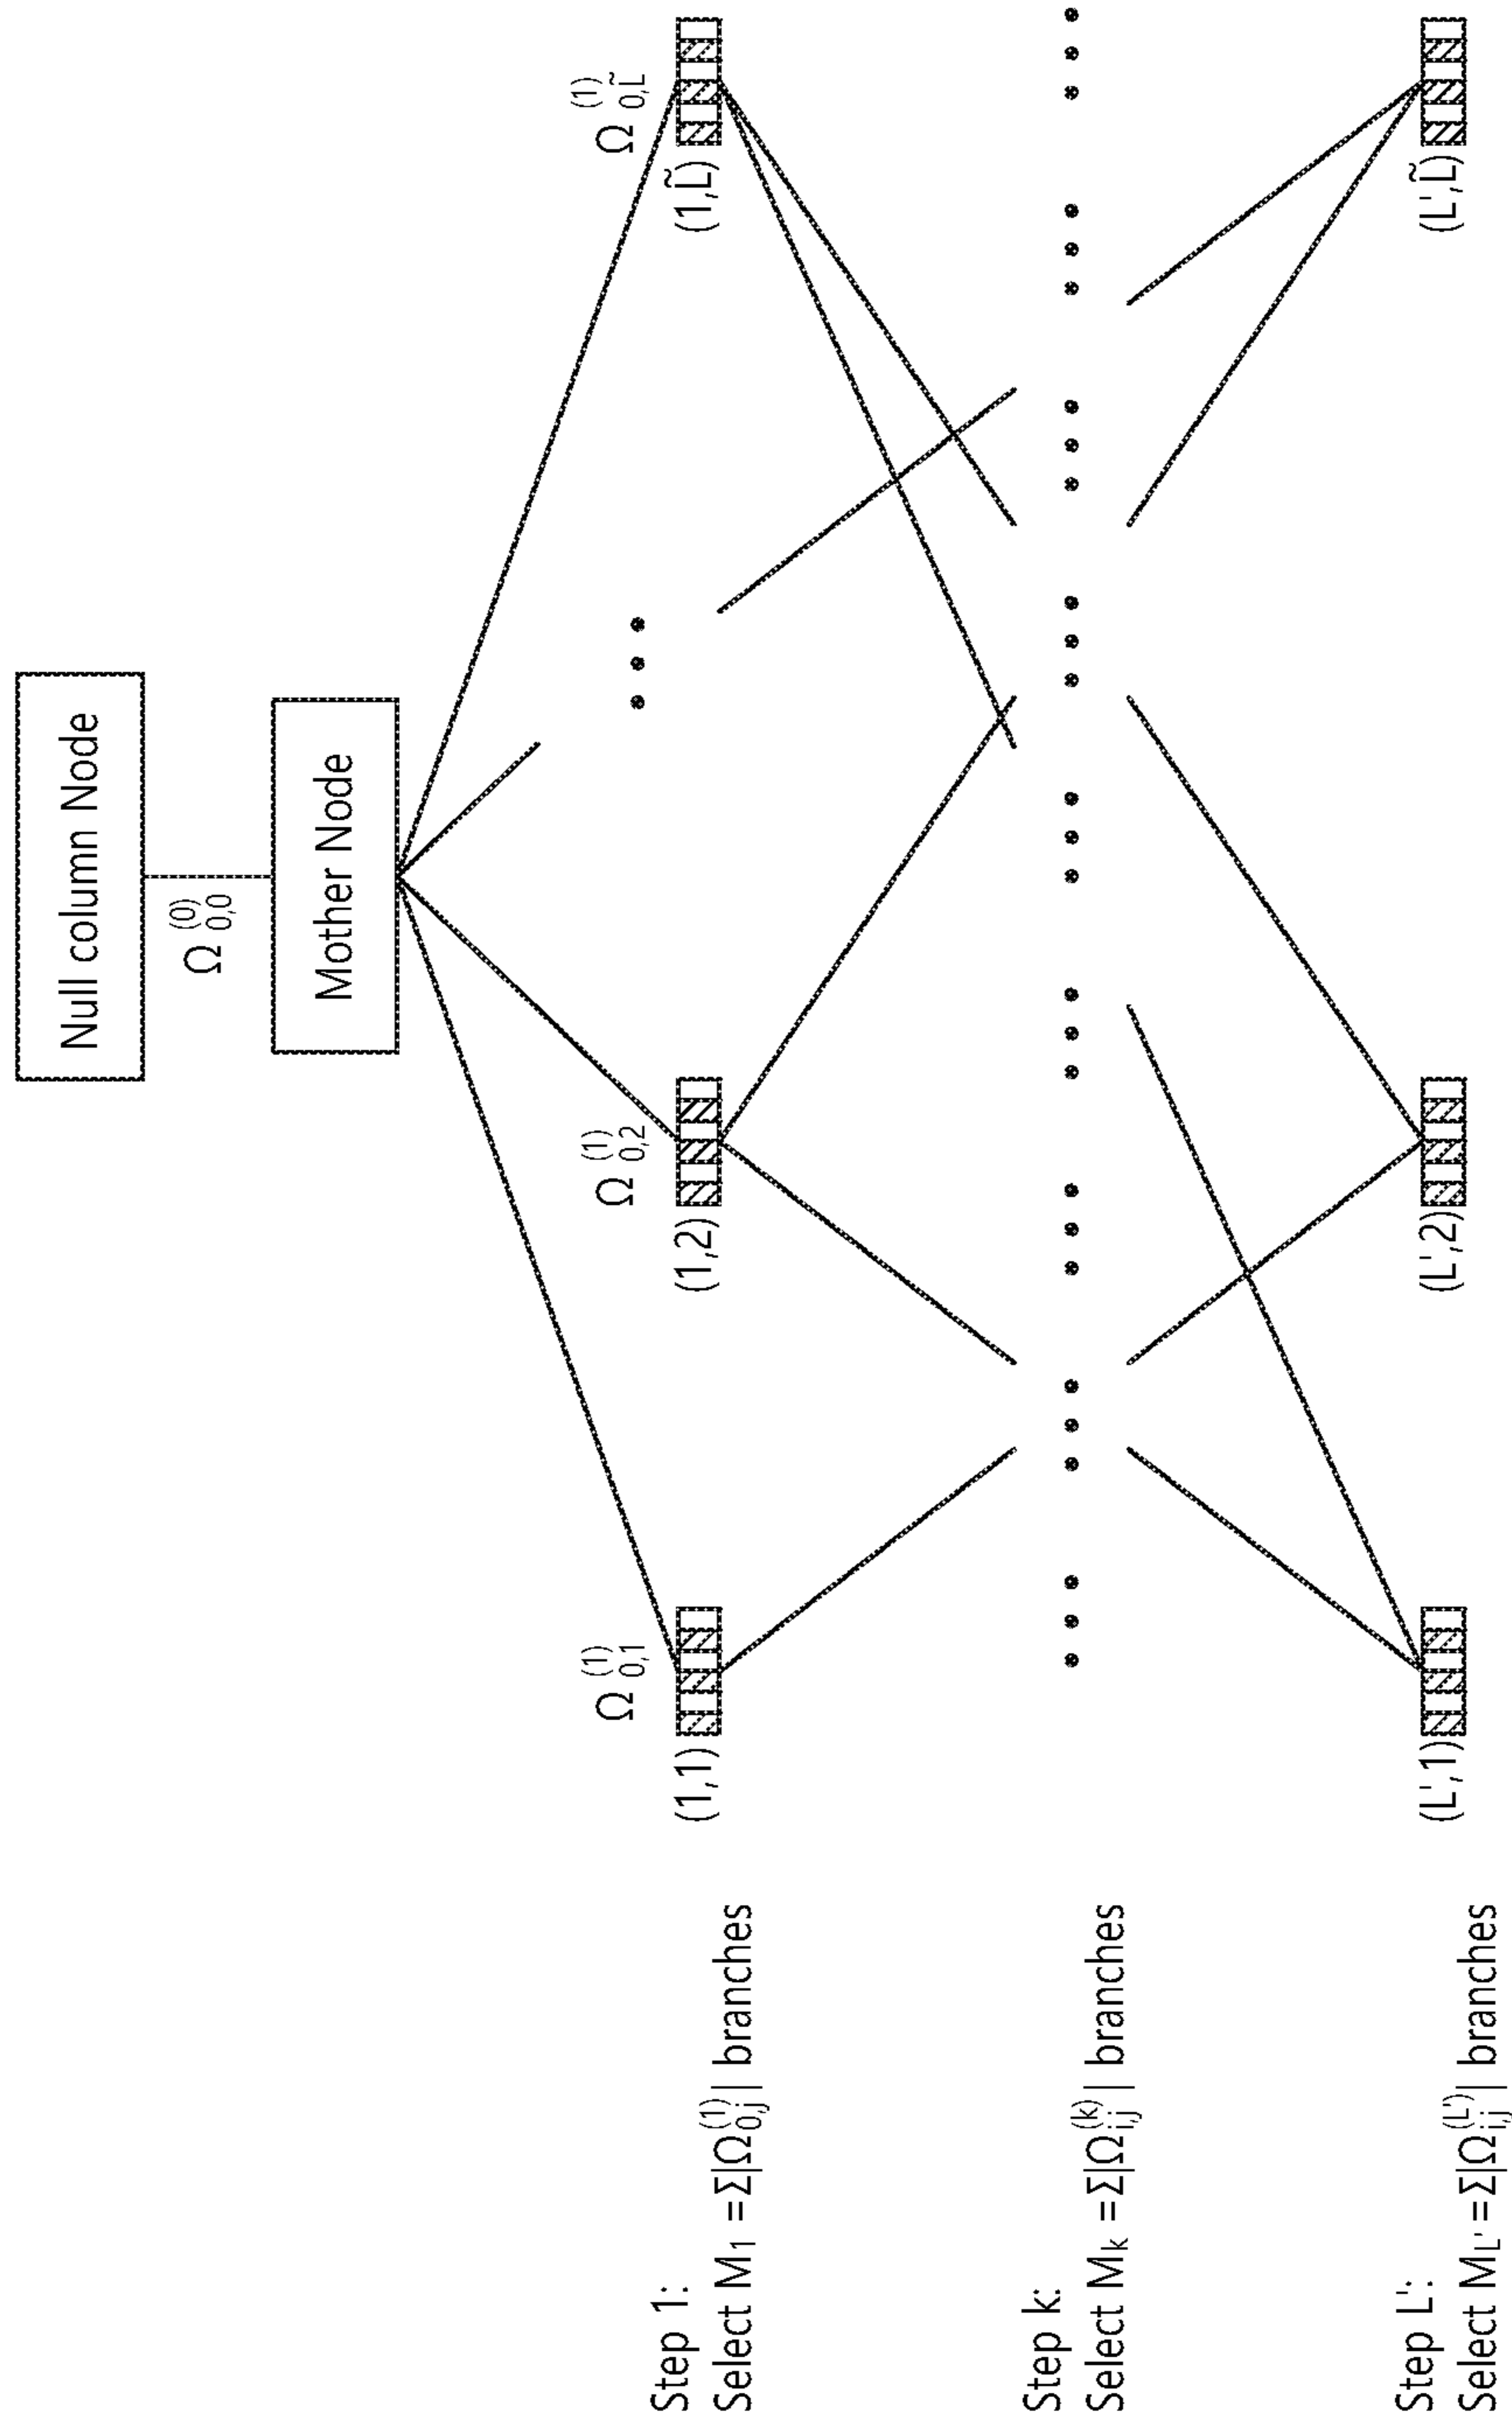 Null column Node
Ω(0)0,0
Mother Node
Ω(1)0,1
Ω(1)0,2
Ω(1)0,L̃
(1,1)
(1,2)
(1,L̃)
Step 1:
Select M1 =Σ|Ω(1)0,j| branches
Step k:
Select Mk =Σ|Ω(k)i,j| branches
(L',1)
(L',2)
(L',L̃)
Step L':
Select ML' =Σ|Ω(L')i,j| branches